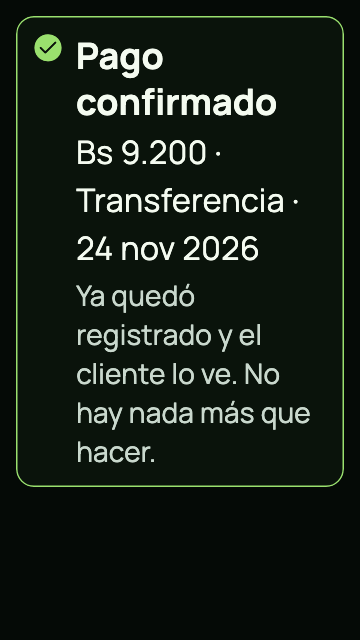 Pago
confirmado
Bs 9.200 ·
Transferencia ·
24 nov 2026
Ya quedó
registrado y el
cliente lo ve. No
hay nada más que
hacer.